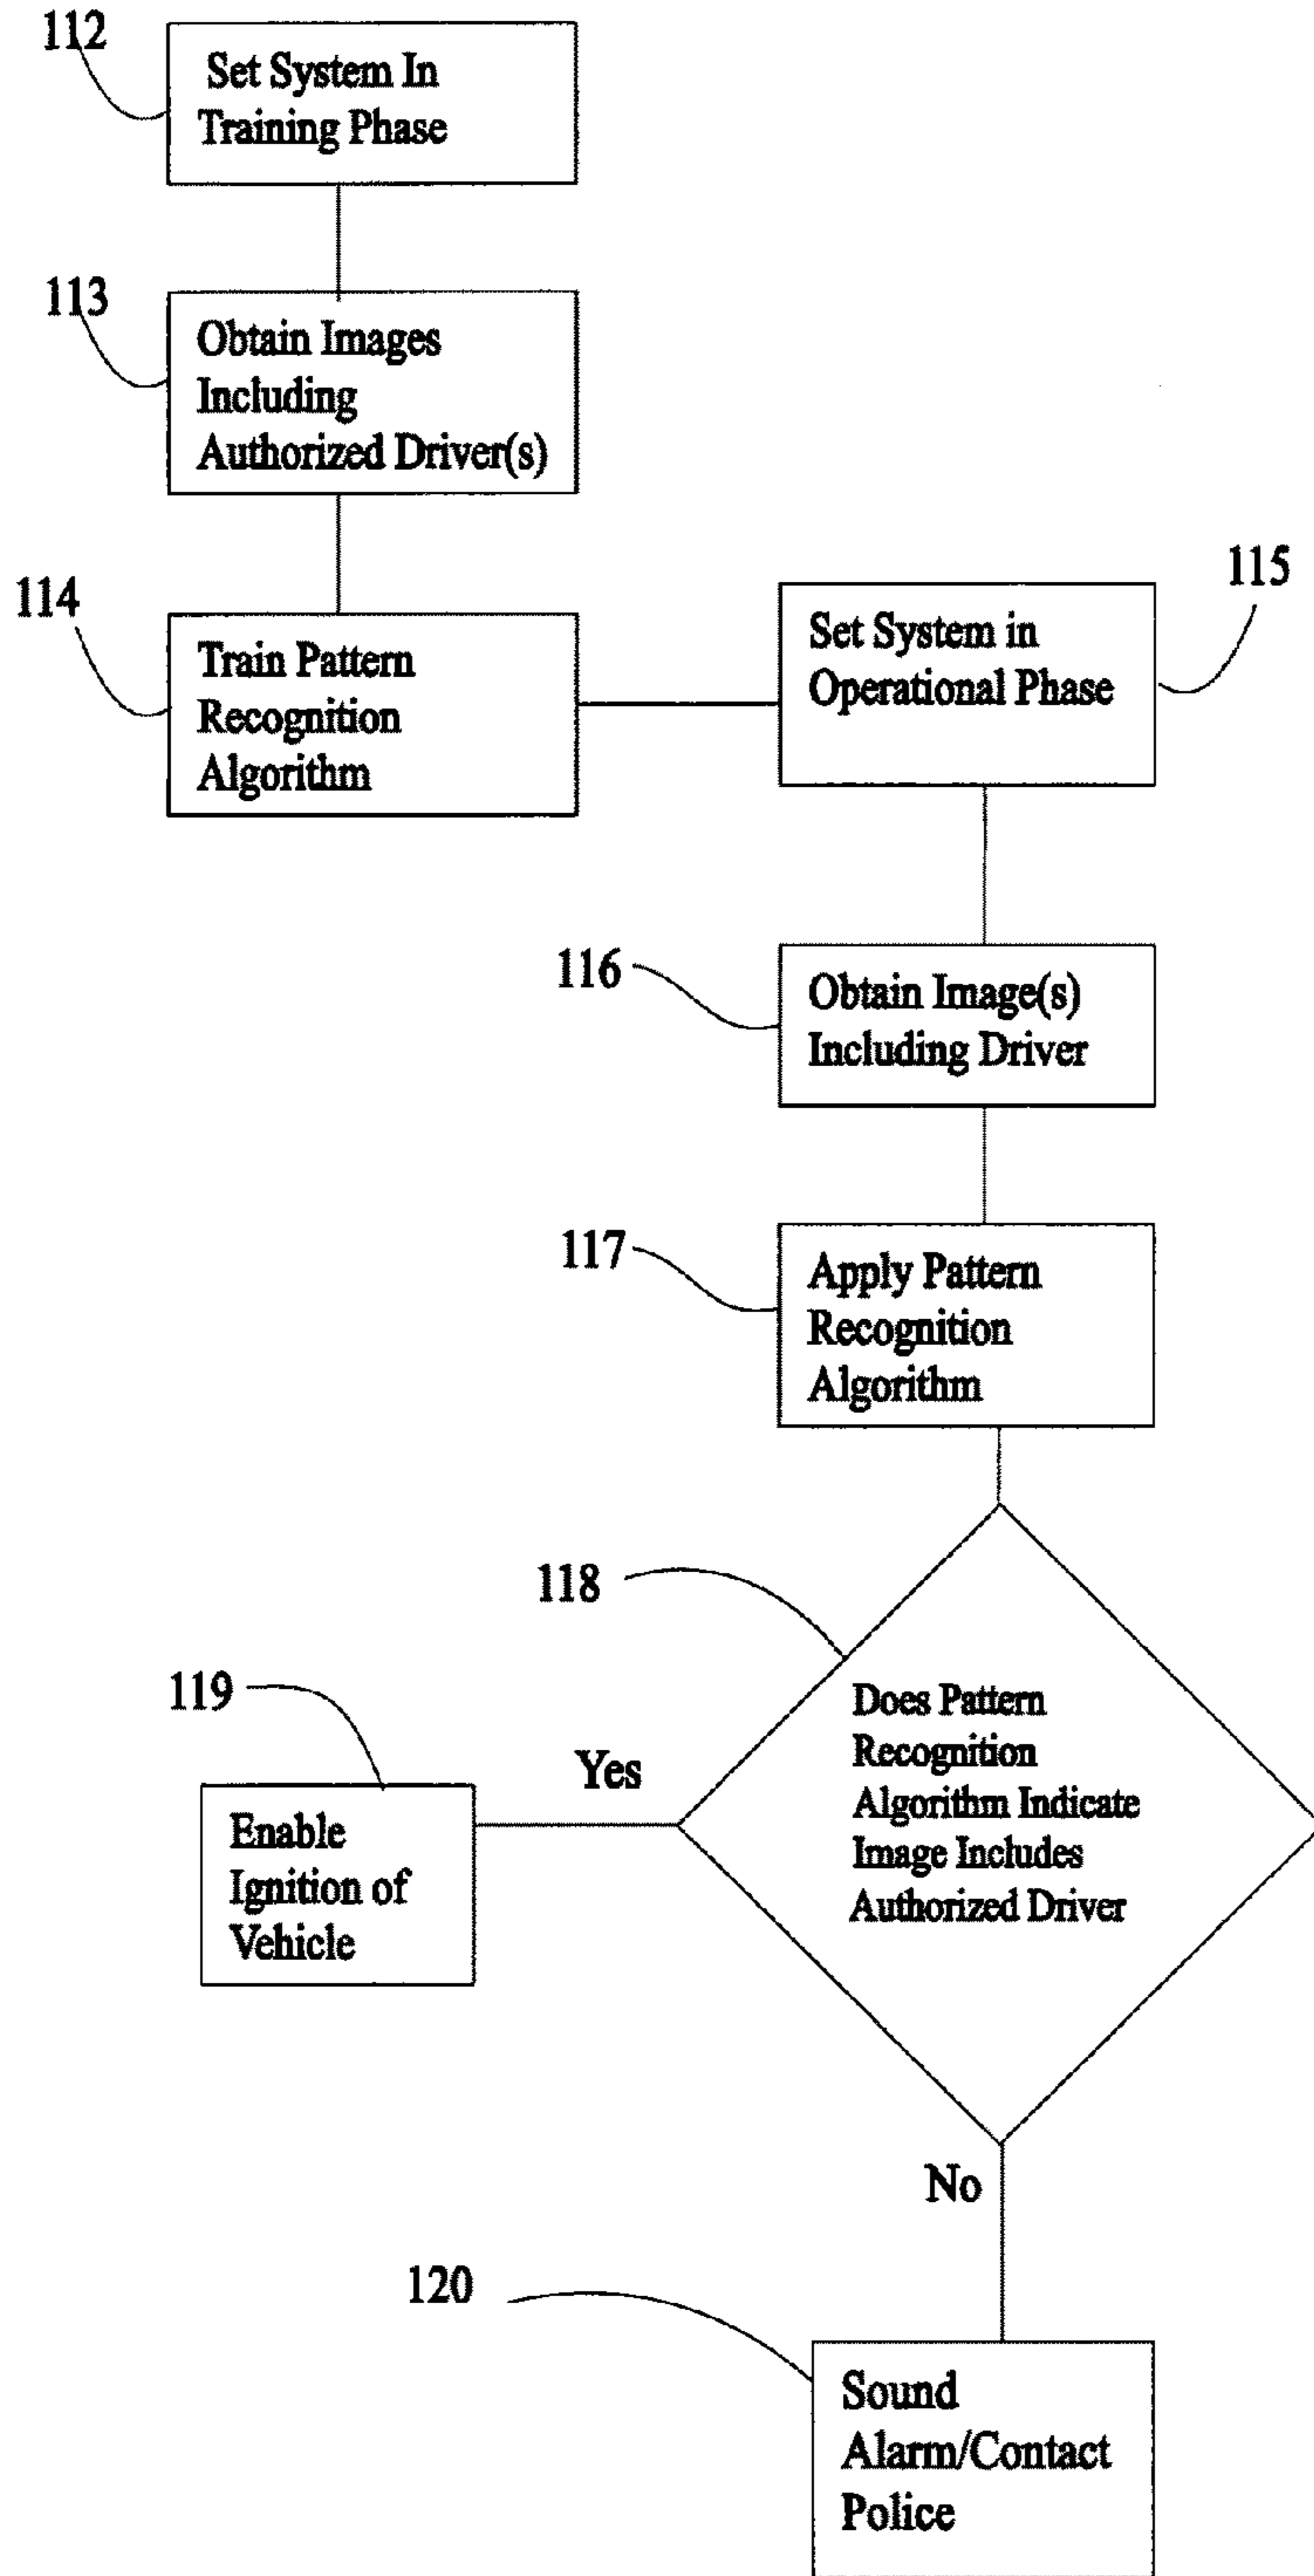 112
Set System In
Training Phase
113
Obtain Images
Including
Authorized Driver(s)
114
Train Pattern
Recognition
Algorithm
115
Set System in
Operational Phase
116
Obtain Image(s)
Including Driver
117
Apply Pattern
Recognition
Algorithm
118
Does Pattern
Recognition
Algorithm Indicate
Image Includes
Authorized Driver
119
Yes
Enable
Ignition of
Vehicle
No
120
Sound
Alarm/Contact
Police